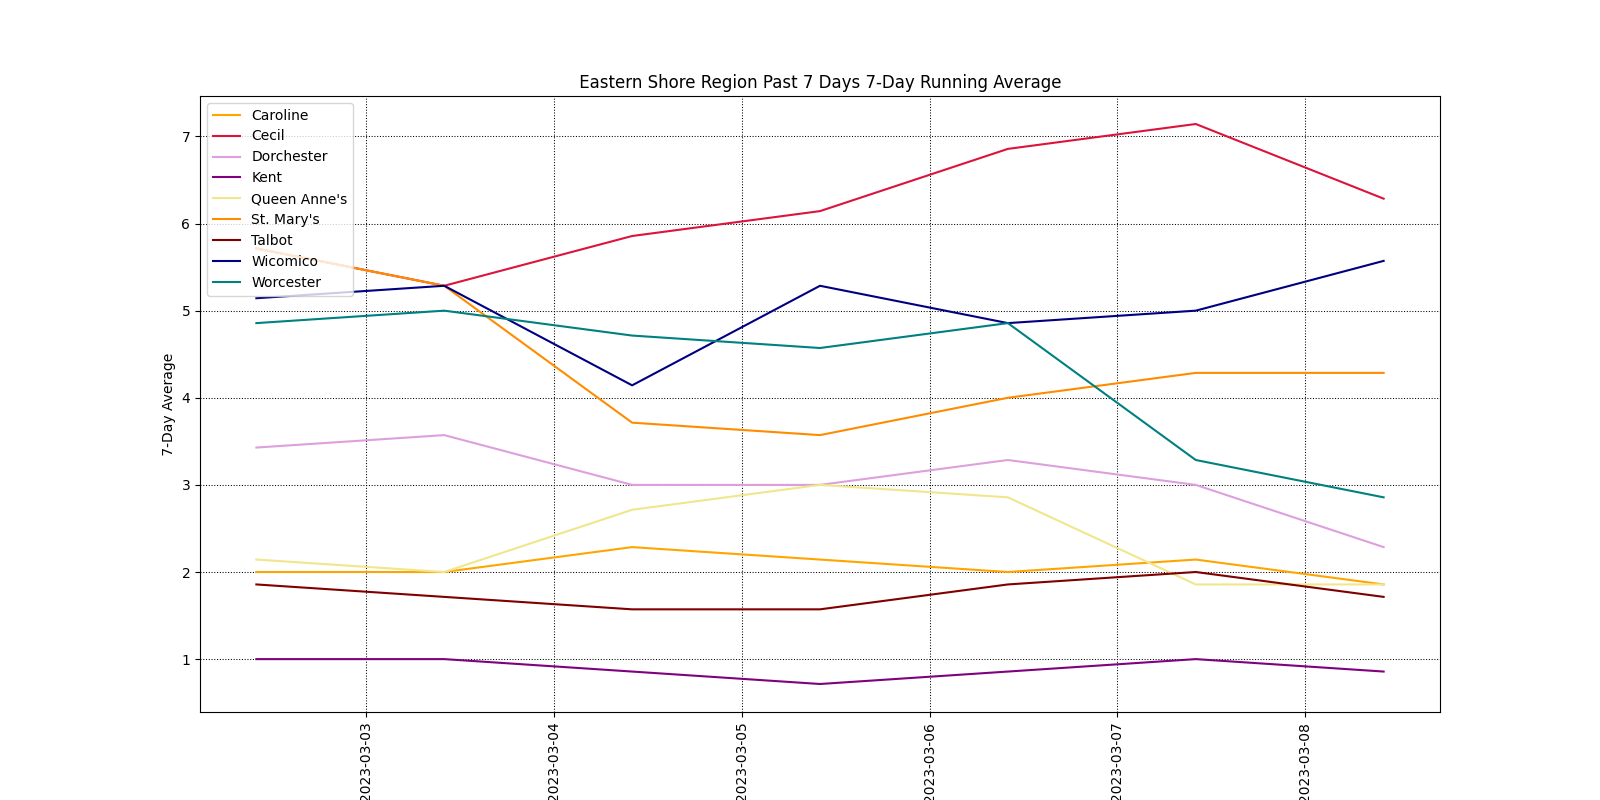 Eastern Shore Region Past 7 Days 7-Day Running Average
Caroline
Cecil
Dorchester
Kent
Queen Anne's
St. Mary's
Talbot
Wicomico
Worcester
7-Day Average
7
6
5
4
3
2
1
2023-03-03
2023-03-04
2023-03-05
2023-03-06
2023-03-07
2023-03-08